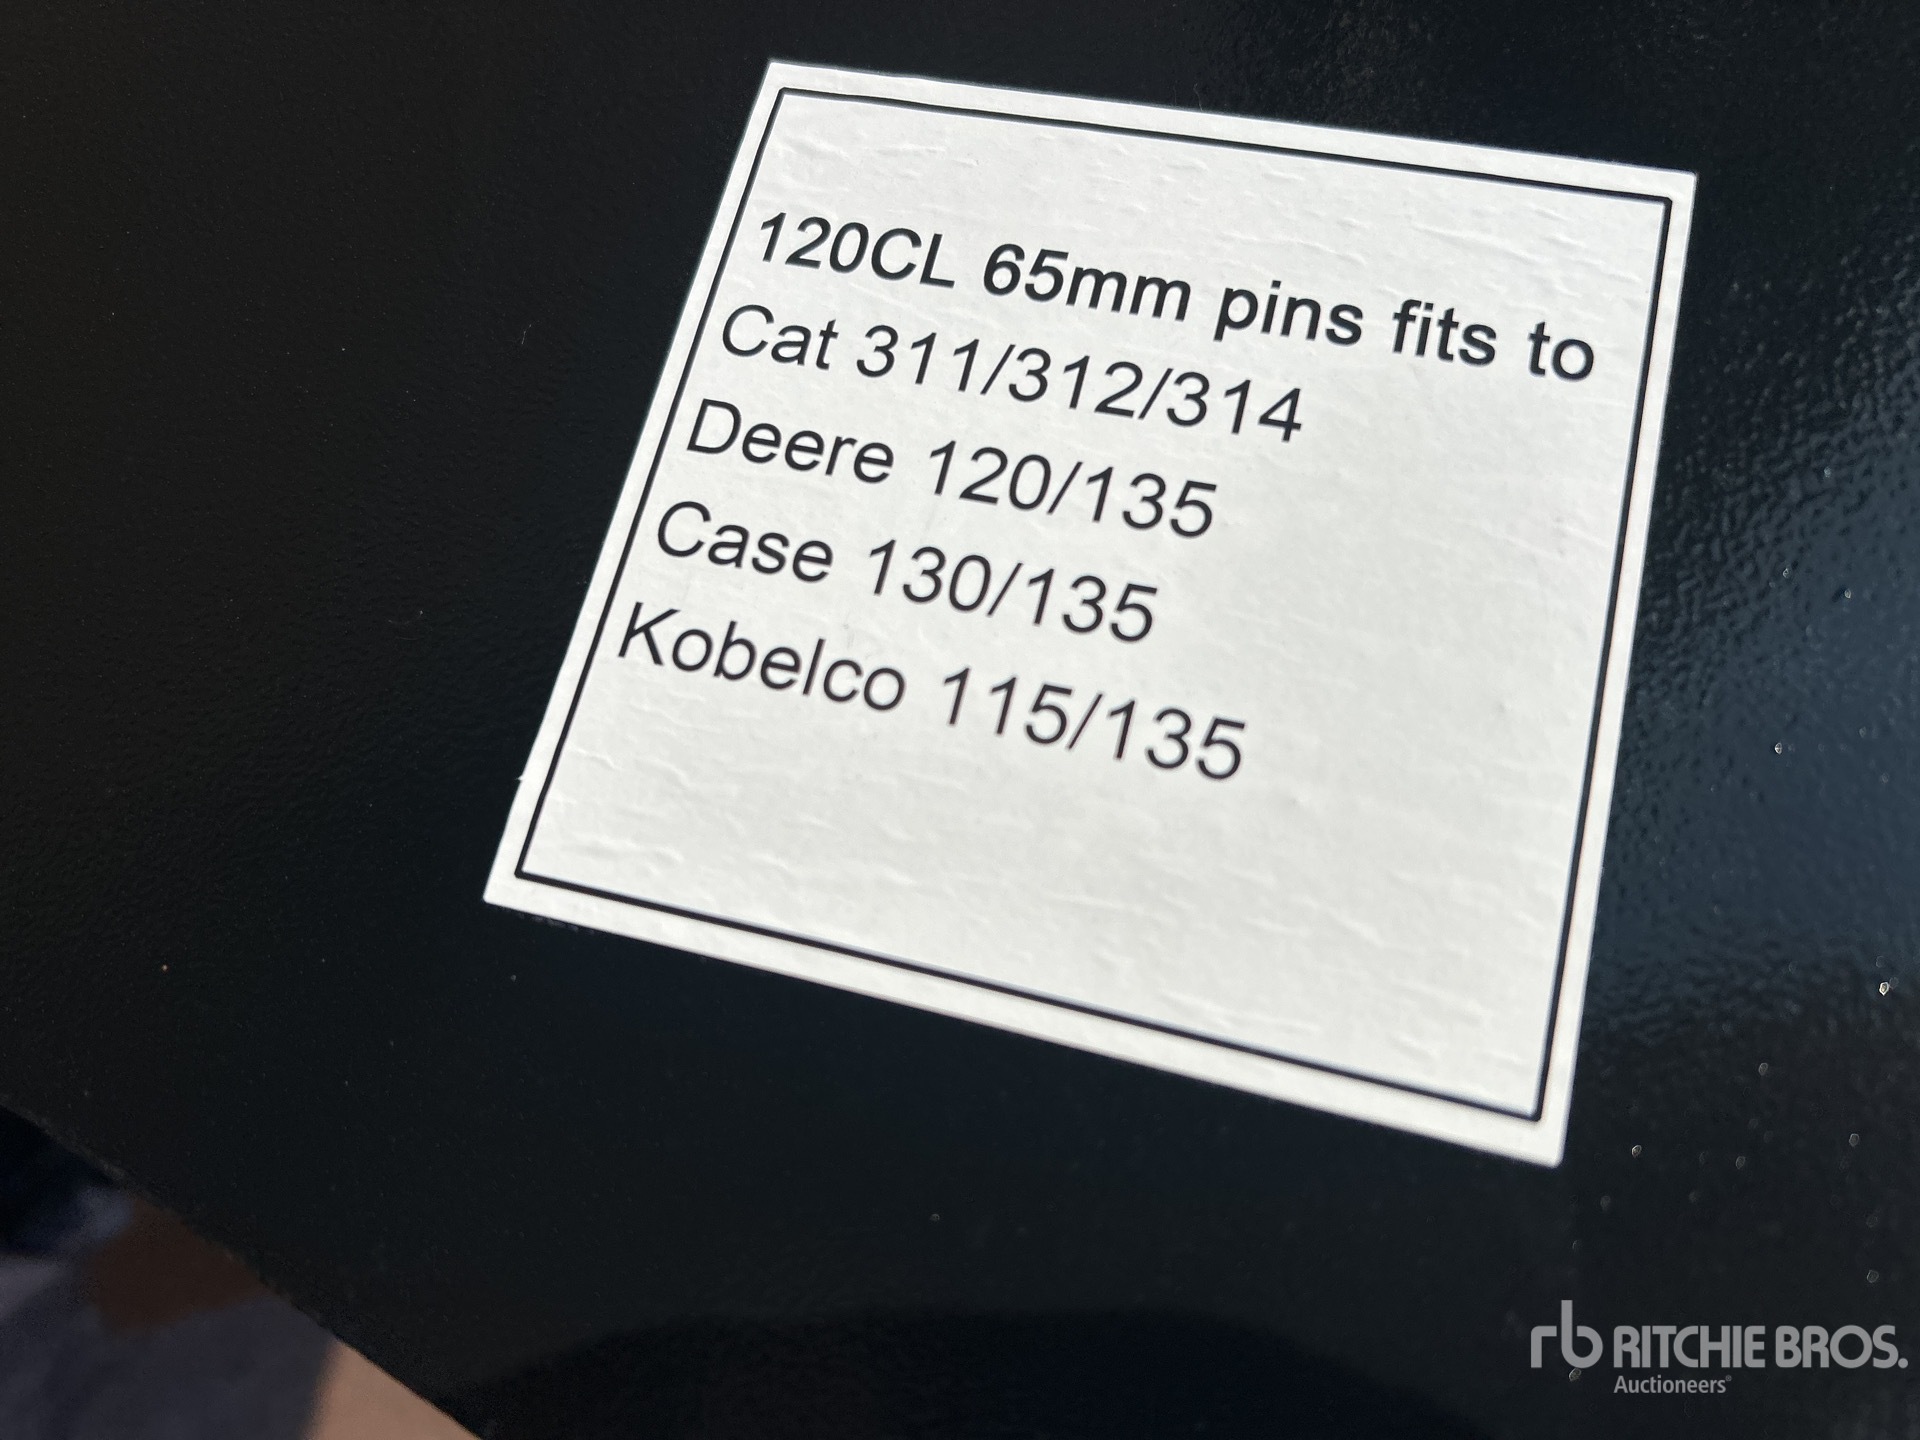 120CL 65mm pins fits to
Cat 311/312/314
Deere 120/135
Case 130/135
Kobelco 115/135
rb RITCHIE BROS.
Auctioneers®